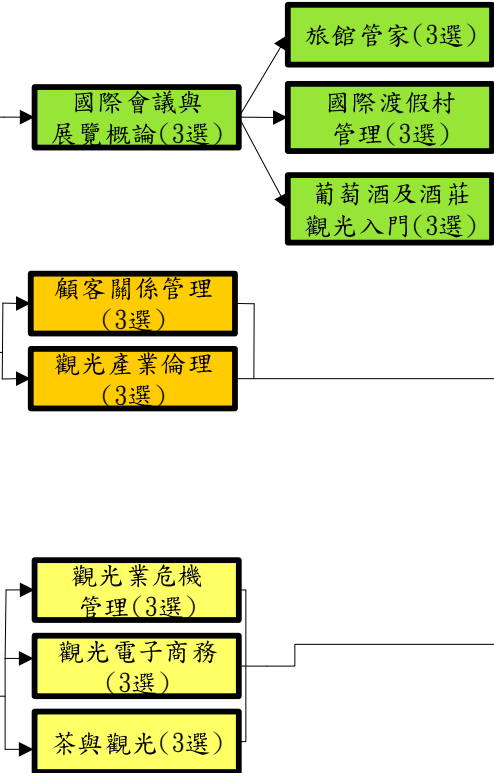 旅館管家(3選)
國際會議與
展覽概論(3選)
國際渡假村
管理(3選)
葡萄酒及酒莊
觀光入門(3選)
顧客關係管理
(3選)
觀光產業倫理
(3選)
觀光業危機
管理(3選)
觀光電子商務
(3選)
茶與觀光(3選)